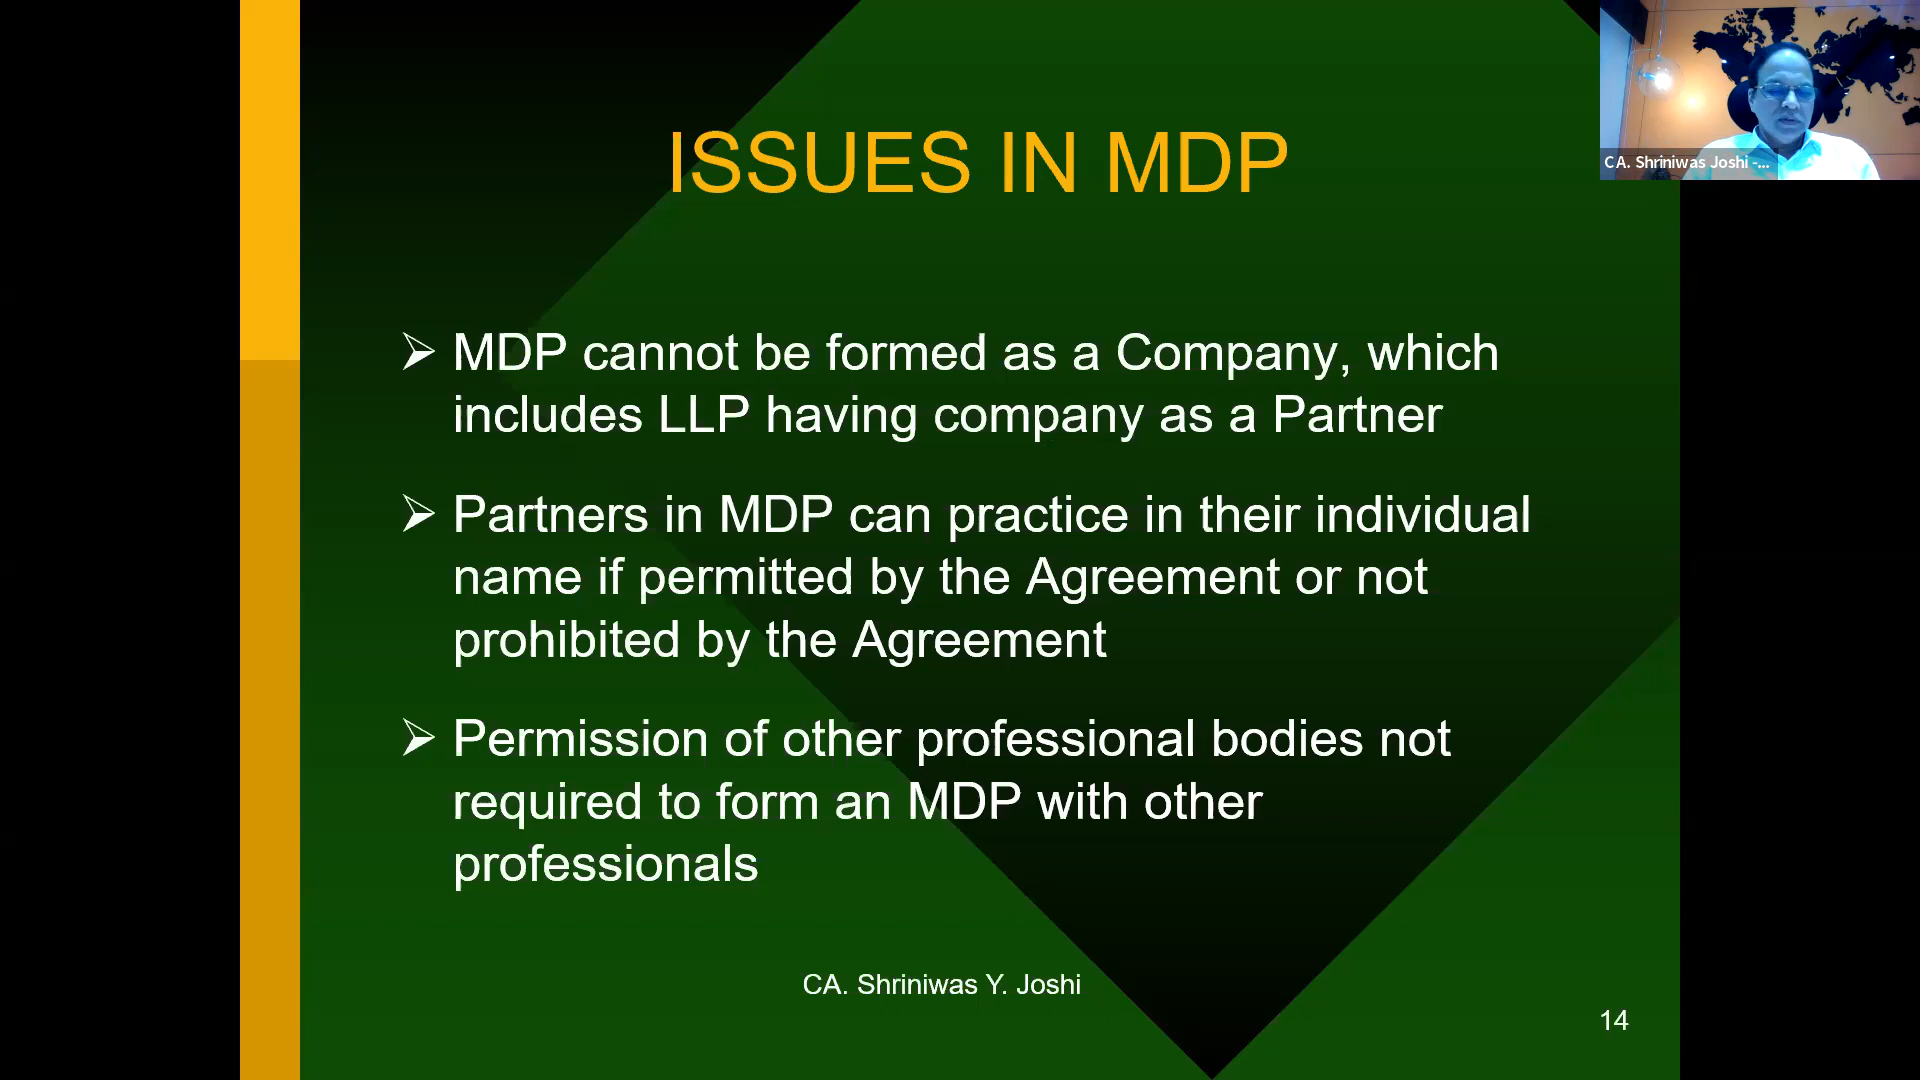 ISSUES IN MDP
CA. Shriniwas Joshi -...
➢ MDP cannot be formed as a Company, which
includes LLP having company as a Partner
➢ Partners in MDP can practice in their individual
name if permitted by the Agreement or not
prohibited by the Agreement
➢ Permission of other professional bodies not
required to form an MDP with other
professionals
CA. Shriniwas Y. Joshi
14